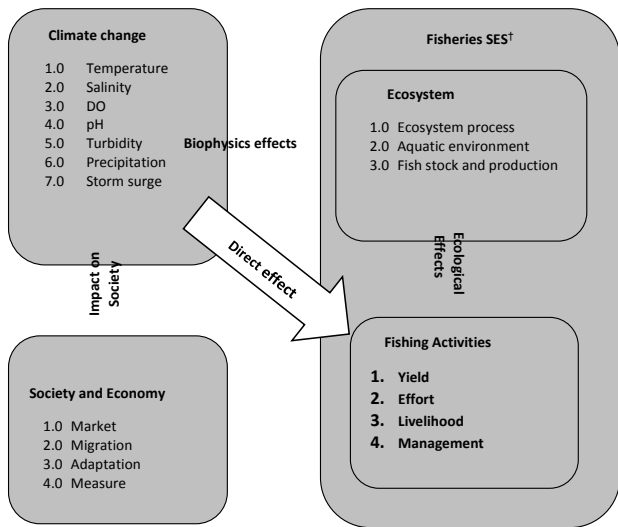 Climate change
1.0 Temperature
2.0 Salinity
3.0 DO
4.0 pH
5.0 Turbidity
6.0 Precipitation
7.0 Storm surge
Biophysics effects
Fisheries SES†
Ecosystem
1.0 Ecosystem process
2.0 Aquatic environment
3.0 Fish stock and production
Direct effect
Ecological
Effects
Impact on
Society
Fishing Activities
1. Yield
2. Effort
3. Livelihood
4. Management
Society and Economy
1.0 Market
2.0 Migration
3.0 Adaptation
4.0 Measure